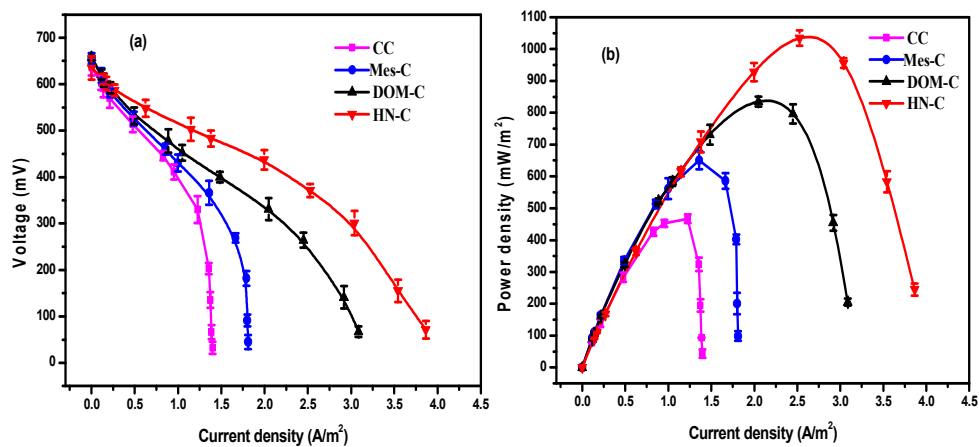 (a)
CC
Mes-C
DOM-C
HN-C
700
600
500
400
300
200
100
0
Voltage (mV)
0.0 0.5 1.0 1.5 2.0 2.5 3.0 3.5 4.0 4.5
Current density (A/m²)
(b)
CC
Mes-C
DOM-C
HN-C
1100
1000
900
800
700
600
500
400
300
200
100
0
Power density (mW/m²)
0.0 0.5 1.0 1.5 2.0 2.5 3.0 3.5 4.0 4.5
Current density (A/m²)